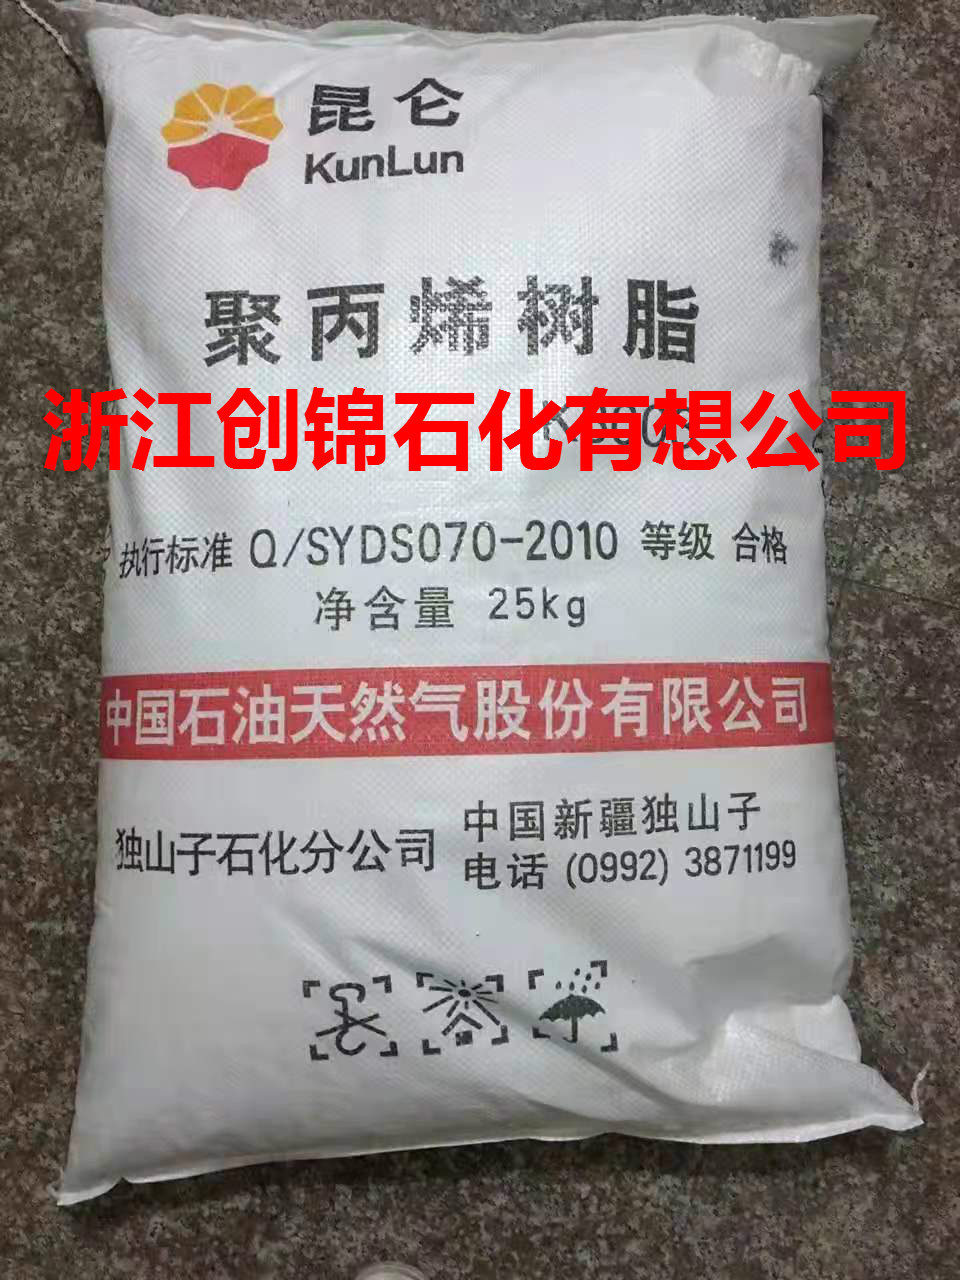 昆仑
KunLun
聚丙烯树脂
浙江创锦石化有想公司
执行标准 Q/SYDS070-2010 等级 合格
净含量 25kg
中国石油天然气股份有限公司
独山子石化分公司
中国新疆独山子
电话 (0992) 3871199